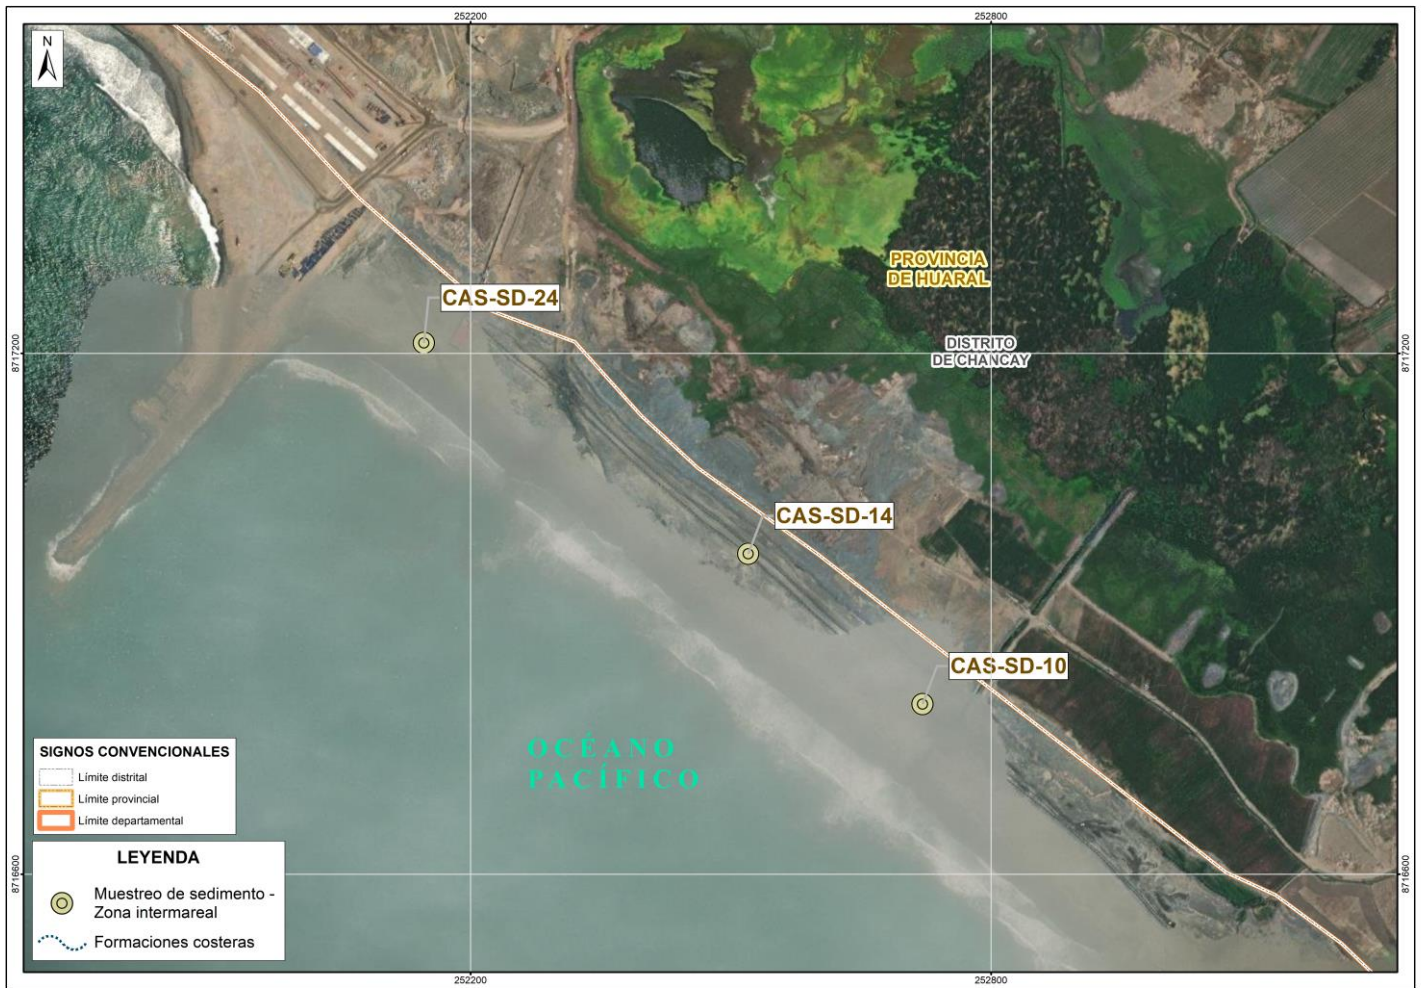 252200
252800
N
CAS-SD-24
PROVINCIA
DE HUARAL
DISTRITO
DE CHANCAY
8717200
8717200
CAS-SD-14
CAS-SD-10
OCÉANO
PACÍFICO
SIGNOS CONVENCIONALES
Límite distrital
Límite provincial
Límite departamental
LEYENDA
Muestreo de sedimento -
Zona intermareal
Formaciones costeras
8716600
8716600
252200
252800